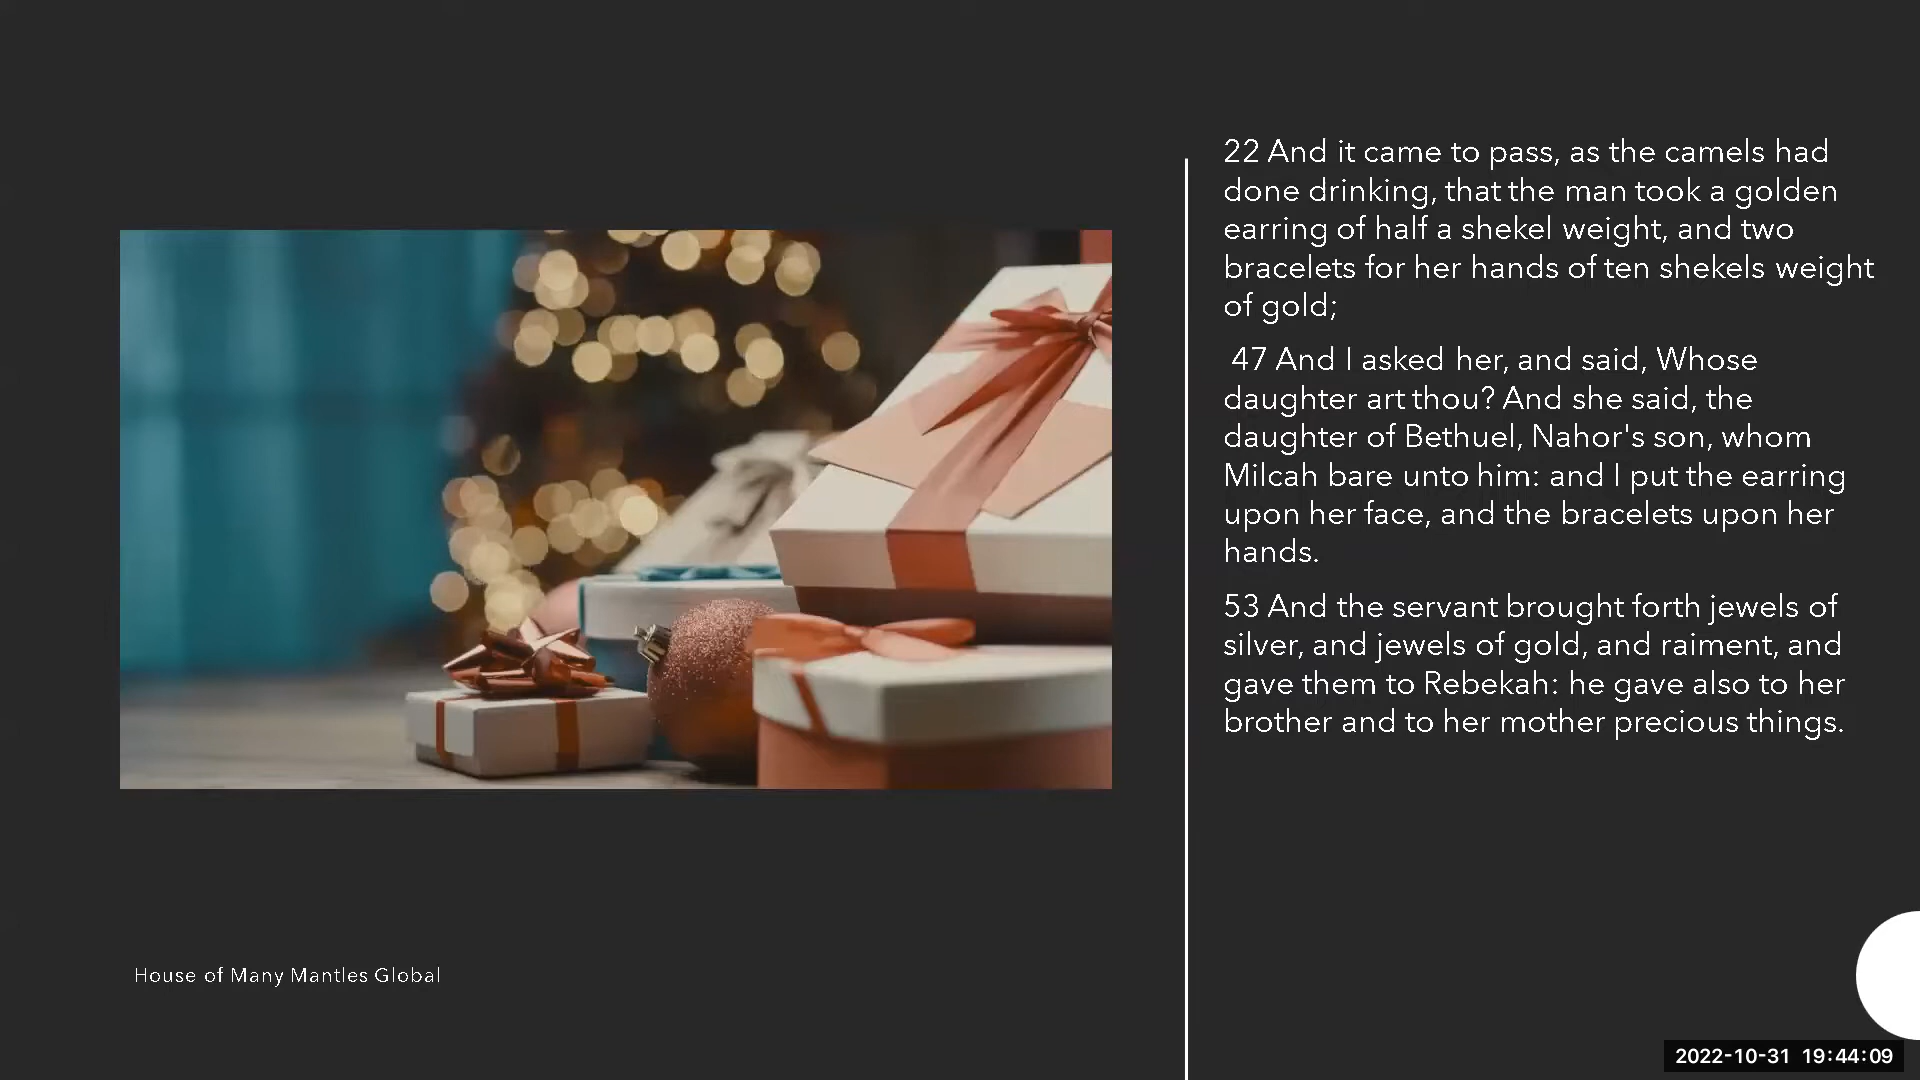 22 And it came to pass, as the camels had
done drinking, that the man took a golden
earring of half a shekel weight, and two
bracelets for her hands of ten shekels weight
of gold;
47 And I asked her, and said, Whose
daughter art thou? And she said, the
daughter of Bethuel, Nahor's son, whom
Milcah bare unto him: and I put the earring
upon her face, and the bracelets upon her
hands.
53 And the servant brought forth jewels of
silver, and jewels of gold, and raiment, and
gave them to Rebekah: he gave also to her
brother and to her mother precious things.
House of Many Mantles Global
2022-10-31 19:44:09